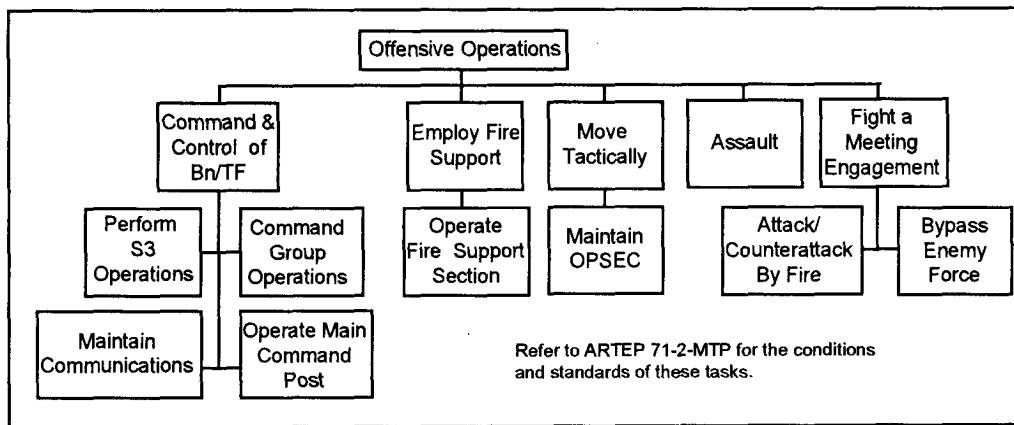 Offensive Operations
Command &
Control of
Bn/TF
Employ Fire
Support
Move
Tactically
Assault
Fight a
Meeting
Engagement
Perform
S3
Operations
Command
Group
Operations
Operate
Fire Support
Section
Maintain
OPSEC
Attack/
Counterattack
By Fire
Bypass
Enemy
Force
Maintain
Communications
Operate Main
Command
Post
Refer to ARTEP 71-2-MTP for the conditions
and standards of these tasks.